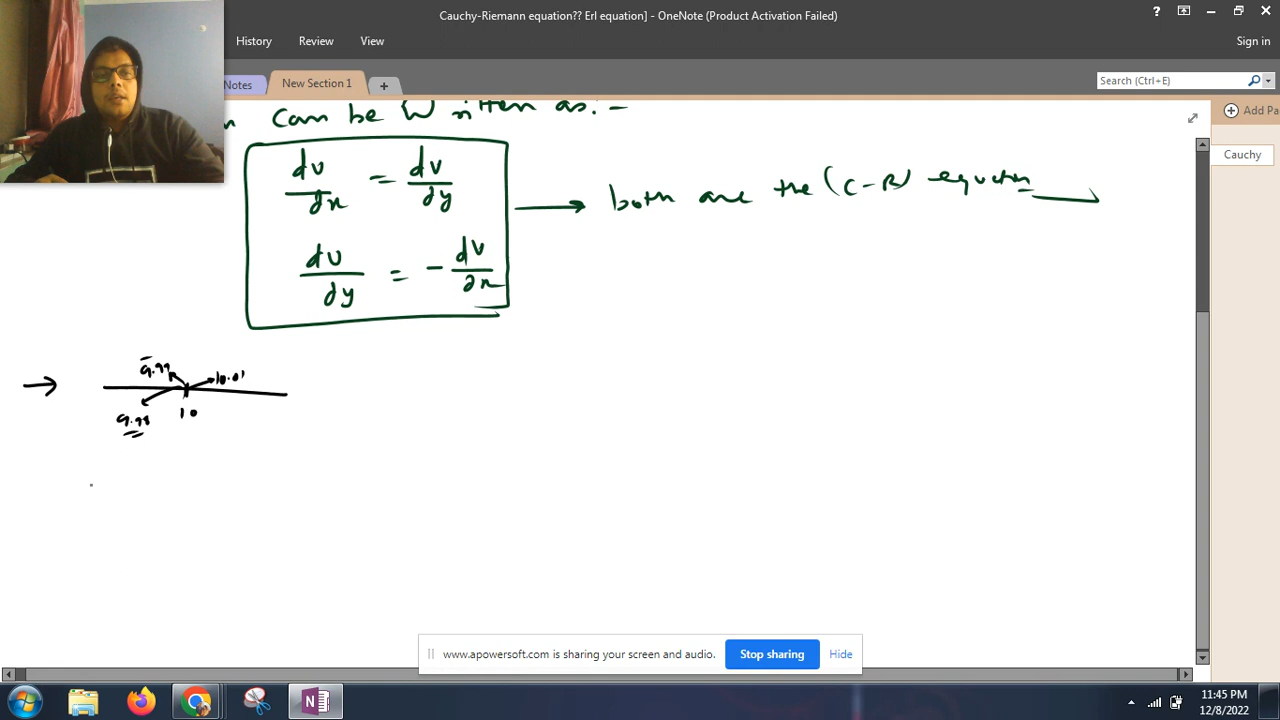 Cauchy-Riemann equation?? Erl equation] - OneNote (Product Activation Failed)
History Review View
Sign in
Notes New Section 1
Search (Ctrl+E)
can be Written as:-
Add Pa
Cauchy
du/dx = dv/dy → both are the (C-R) equation
du/dy = -dv/dx
→ 9.99 10.01
9.98 10
www.apowersoft.com is sharing your screen and audio. Stop sharing Hide
11:45 PM
12/8/2022